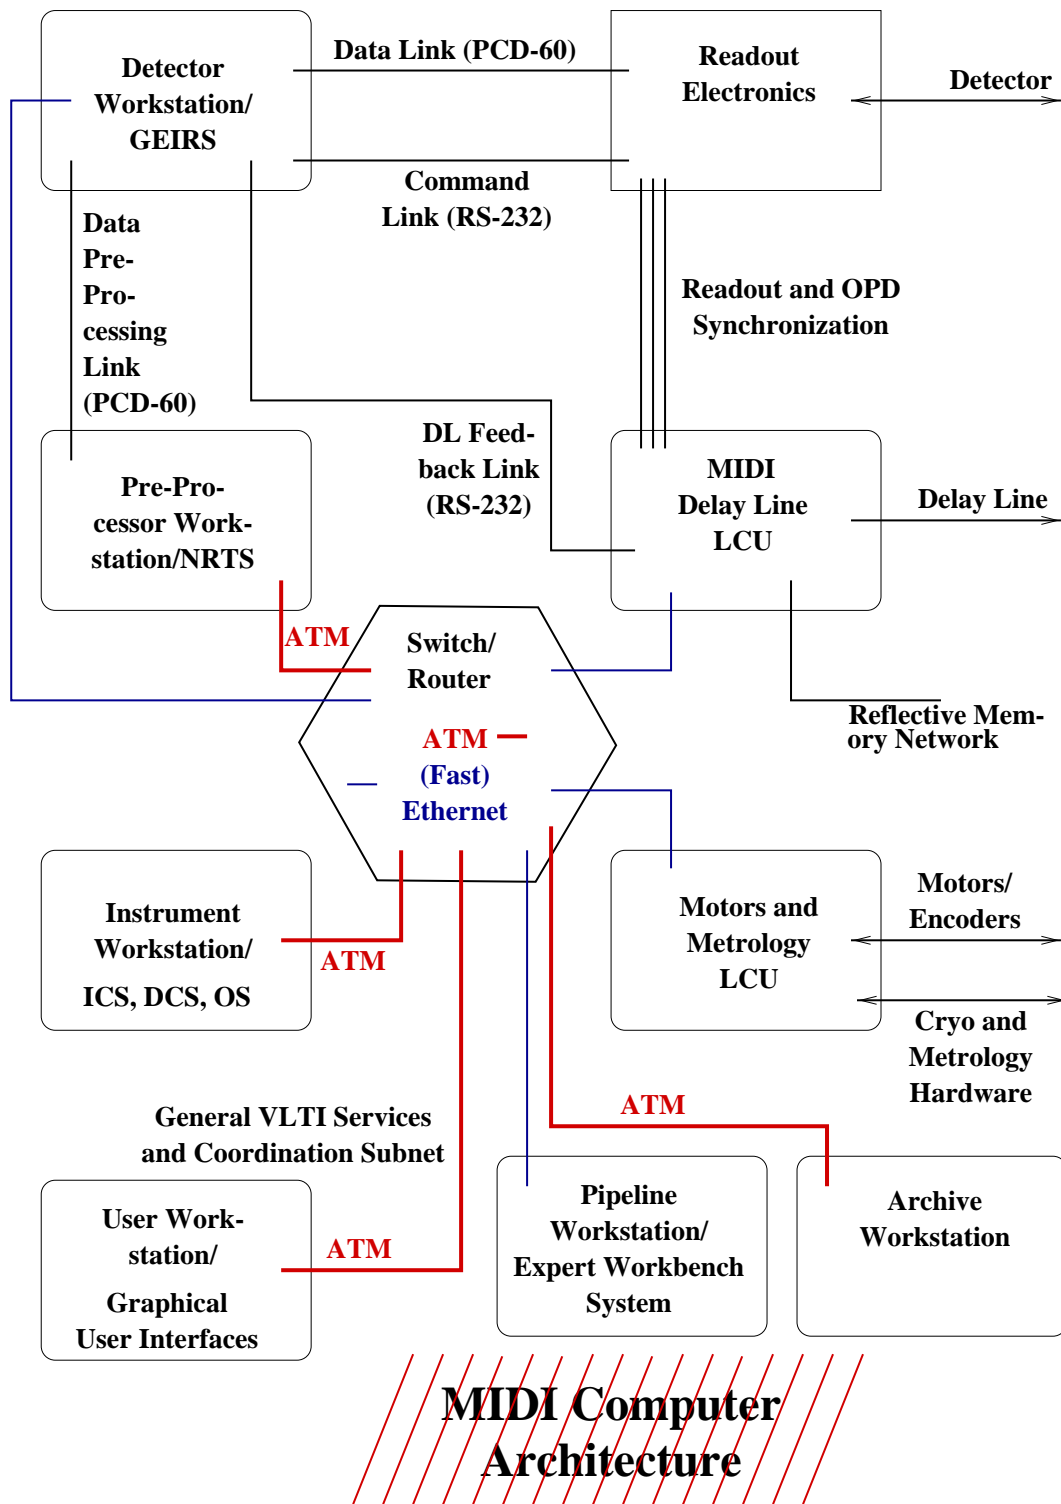 Data Link (PCD-60)
Detector
Workstation/
GEIRS
Readout
Electronics
Detector
Command
Link (RS-232)
Data
Pre-
Pro-
cessing
Link
(PCD-60)
Readout and OPD
Synchronization
DL Feed-
back Link
(RS-232)
Pre-Pro-
cessor Work-
station/NRTS
MIDI
Delay Line
LCU
Delay Line
ATM
Switch/
Router
ATM
(Fast)
Ethernet
Reflective Mem-
ory Network
Instrument
Workstation/
ICS, DCS, OS
ATM
Motors and
Metrology
LCU
Motors/
Encoders
Cryo and
Metrology
Hardware
General VLTI Services
and Coordination Subnet
ATM
User Work-
station/
Graphical
User Interfaces
ATM
Pipeline
Workstation/
Expert Workbench
System
Archive
Workstation
MIDI Computer
Architecture